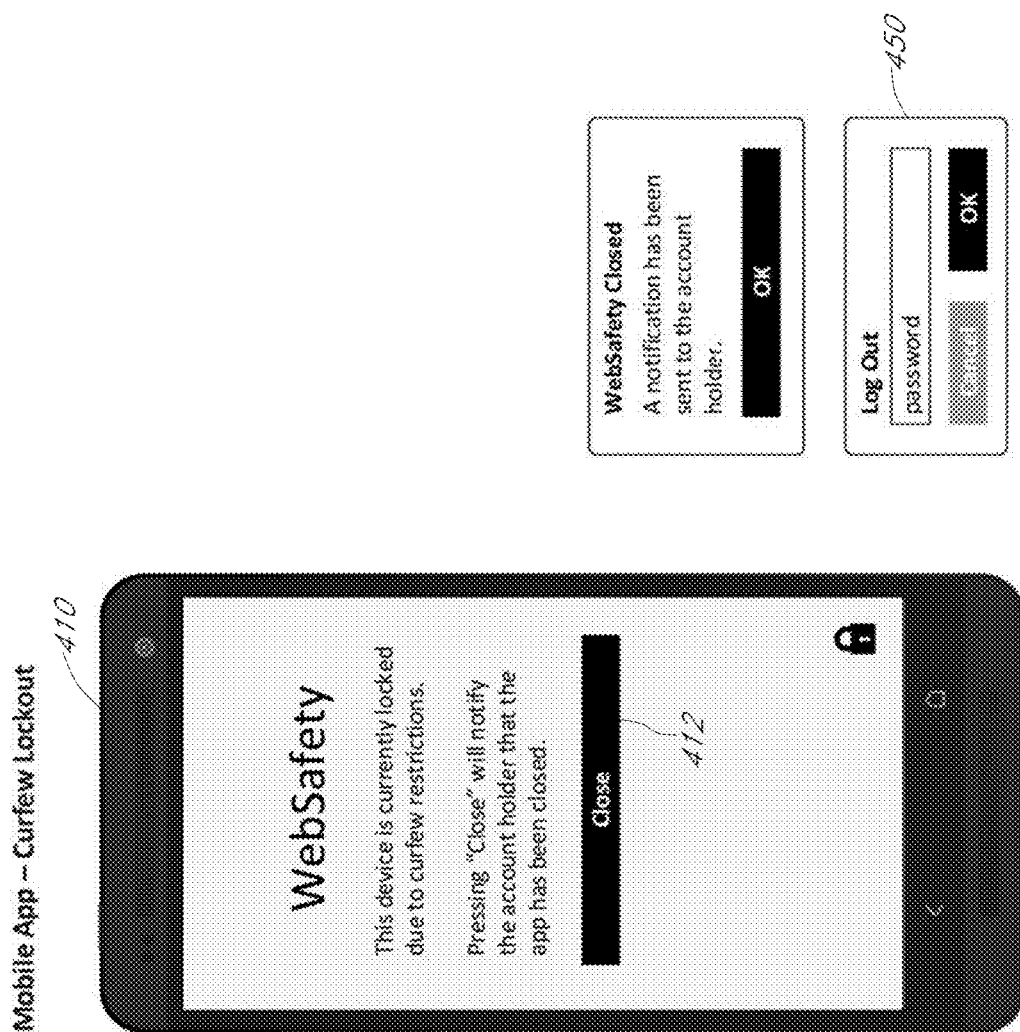 Mobile App – Curfew Lockout
410
WebSafety
This device is currently locked
due to curfew restrictions.
Pressing "Close" will notify
the account holder that the
app has been closed.
Close
412
WebSafety Closed
A notification has been
sent to the account
holder.
OK
450
Log Out
password
OK